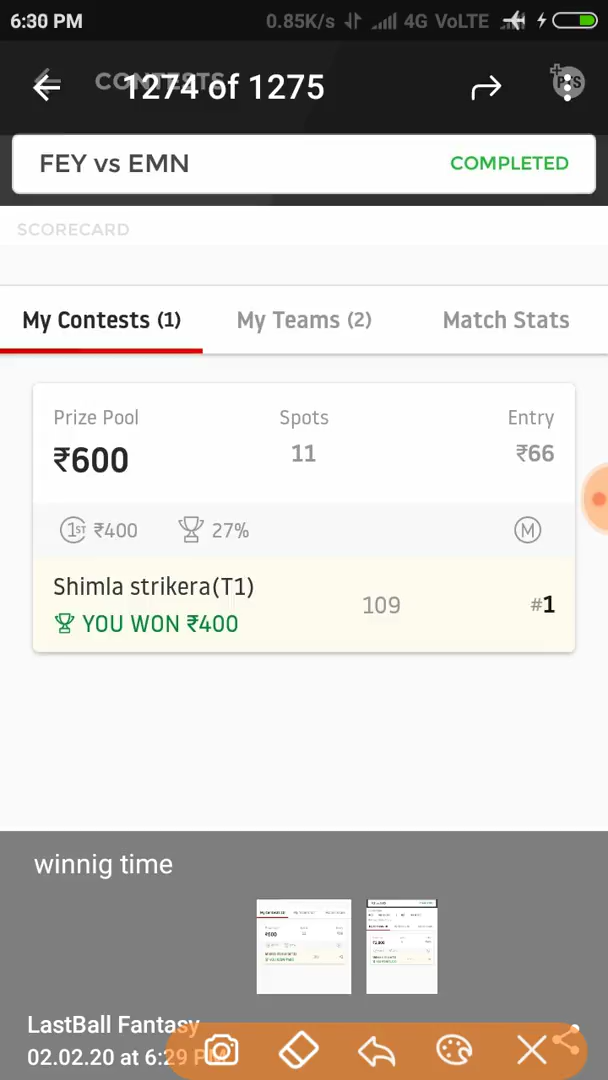 6:30 PM 0.85K/s 4G VoLTE
CONTESTS 1274 of 1275 PTS
FEY vs EMN COMPLETED
SCORECARD
My Contests (1) My Teams (2) Match Stats
Prize Pool Spots Entry
₹600 11 ₹66
1ST ₹400 27% M
Shimla strikera(T1)
YOU WON ₹400 109 #1
winnig time
LastBall Fantasy
02.02.20 at 6:29 P